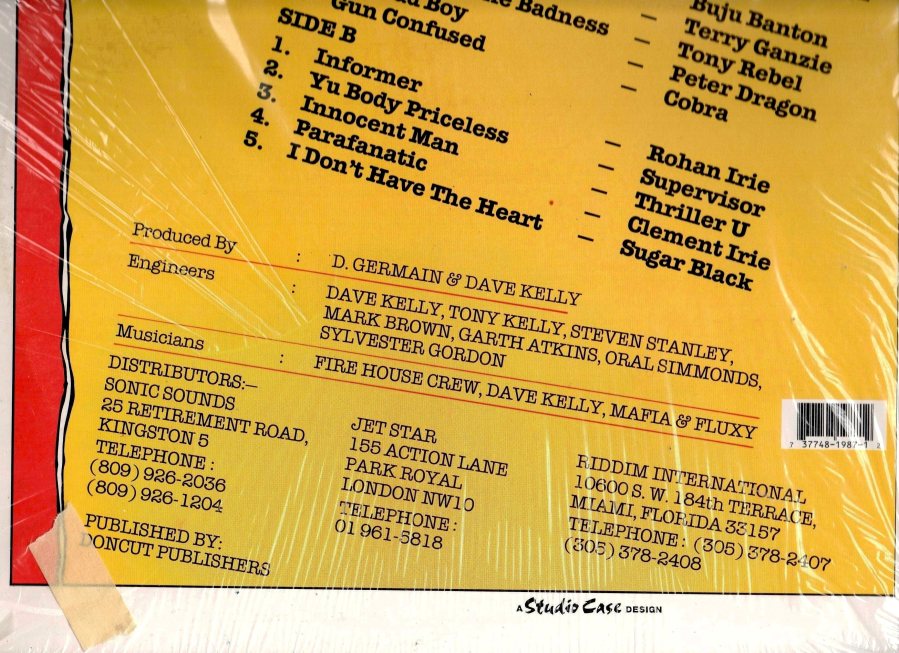 Buju Banton
– Terry Ganzie
– Tony Rebel
Badness – Peter Dragon
Boy
Gun Confused – Cobra
SIDE B
1. Informer – Rohan Irie
2. Yu Body Priceless – Supervisor
3. Innocent Man – Thriller U
4. Parafanatic – Clement Irie
5. I Don't Have The Heart – Sugar Black
Produced By : D. GERMAIN & DAVE KELLY
Engineers : DAVE KELLY, TONY KELLY, STEVEN STANLEY,
MARK BROWN, GARTH ATKINS, ORAL SIMMONDS,
SYLVESTER GORDON
Musicians : FIRE HOUSE CREW, DAVE KELLY, MAFIA & FLUXY
DISTRIBUTORS:–
SONIC SOUNDS
25 RETIREMENT ROAD,
KINGSTON 5
TELEPHONE :
(809) 926-2036
(809) 926-1204
JET STAR
155 ACTION LANE
PARK ROYAL
LONDON NW10
TELEPHONE :
01 961-5818
RIDDIM INTERNATIONAL
10600 S. W. 184th TERRACE,
MIAMI, FLORIDA 33157
TELEPHONE : (305) 378-2407
(305) 378-2408
7 37748-1987-1 2
PUBLISHED BY:
DONCUT PUBLISHERS
A Studio Case DESIGN